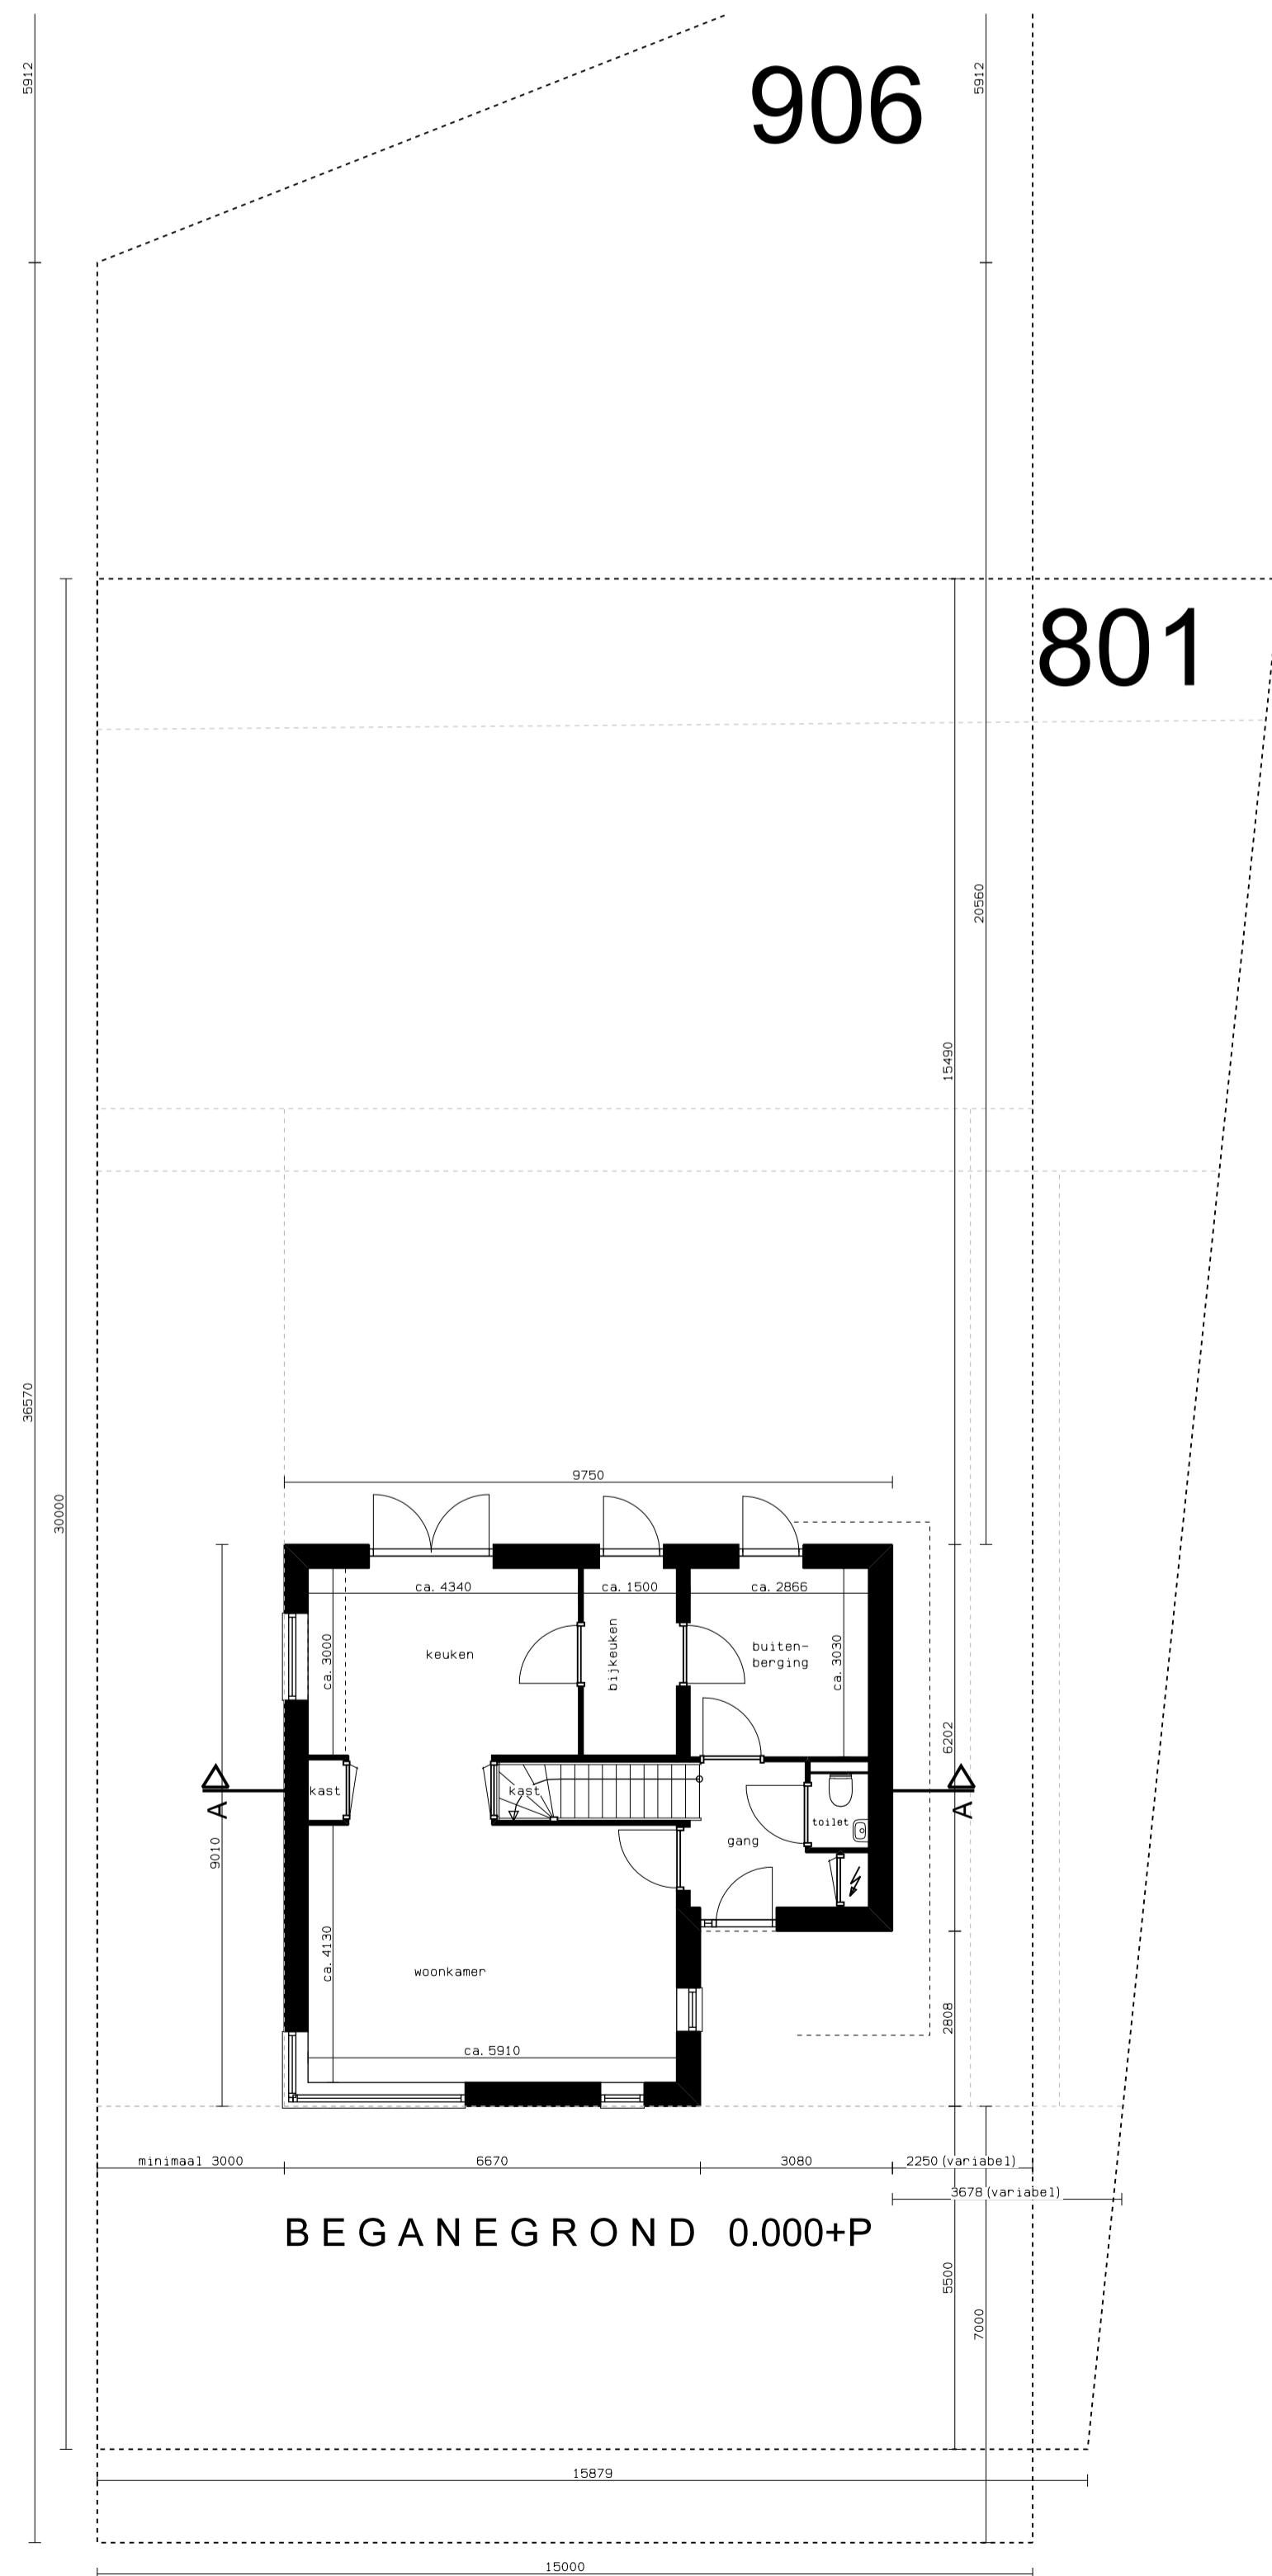 5912
906
5912
801
20560
15490
36570
30000
9750
ca. 4340
ca. 1500
ca. 2866
ca. 3000
keuken
bijkeuken
buiten-
berging
ca. 3030
6202
kast
kast
A
A
toilet
gang
9010
ca. 4130
woonkamer
2808
ca. 5910
minimaal 3000
6670
3080
2250 (variabel)
3678 (variabel)
BEGANEGROND 0.000+P
5500
7000
15879
15000